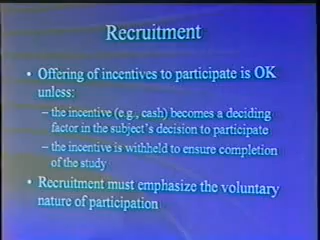 Recruitment
• Offering of incentives to participate is OK
unless:
– the incentive (e.g., cash) becomes a deciding
factor in the subject's decision to participate
– the incentive is withheld to ensure completion
of the study
• Recruitment must emphasize the voluntary
nature of participation